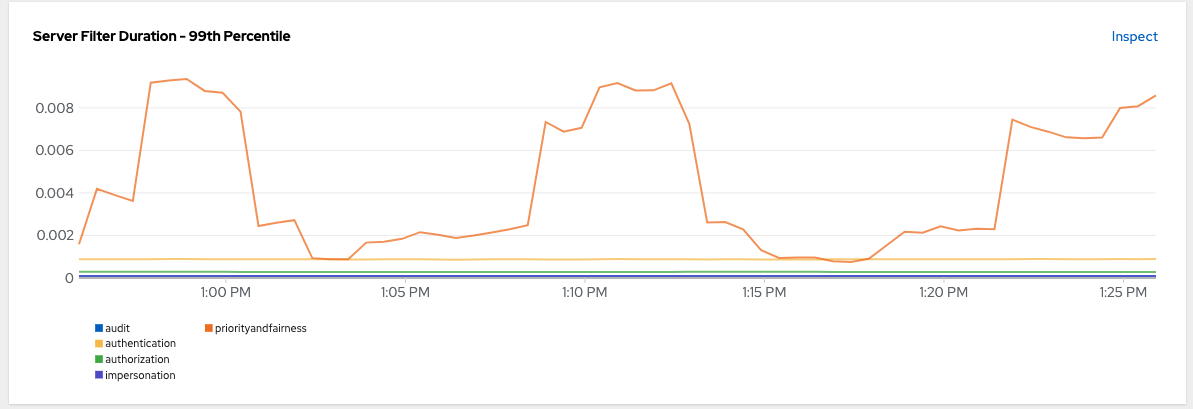 Server Filter Duration - 99th Percentile
Inspect
0.008
0.006
0.004
0.002
0
1:00 PM 1:05 PM 1:10 PM 1:15 PM 1:20 PM 1:25 PM
audit priorityandfairness
authentication
authorization
impersonation